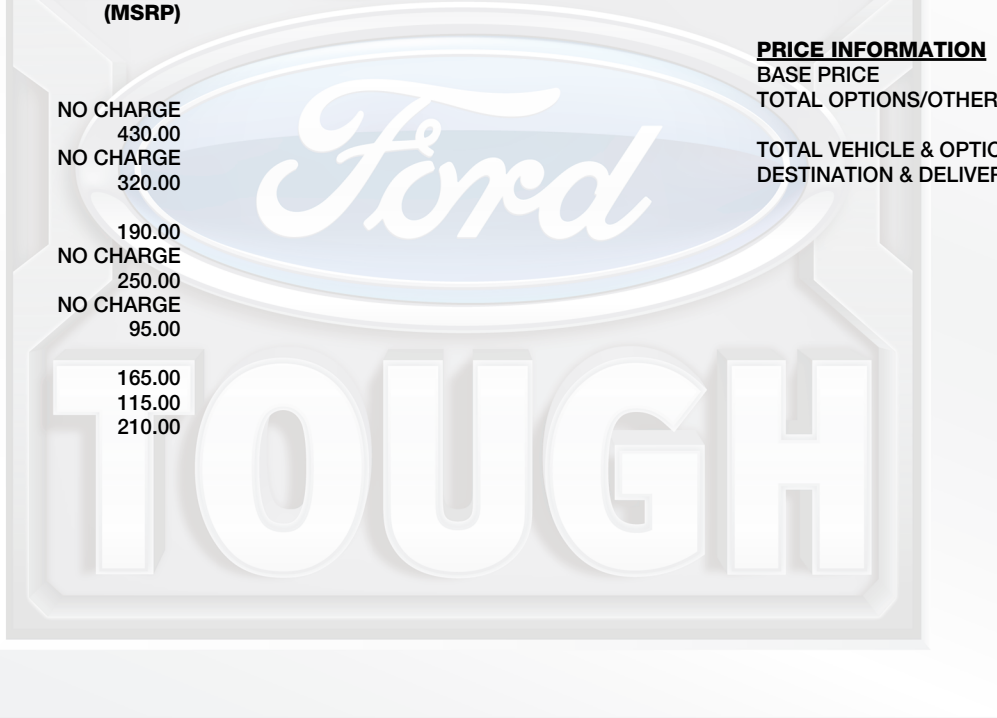 (MSRP)
NO CHARGE
430.00
NO CHARGE
320.00
190.00
NO CHARGE
250.00
NO CHARGE
95.00
165.00
115.00
210.00
PRICE INFORMATION
BASE PRICE
TOTAL OPTIONS/OTHER
TOTAL VEHICLE & OPTIO
DESTINATION & DELIVER
Ford
TOUGH